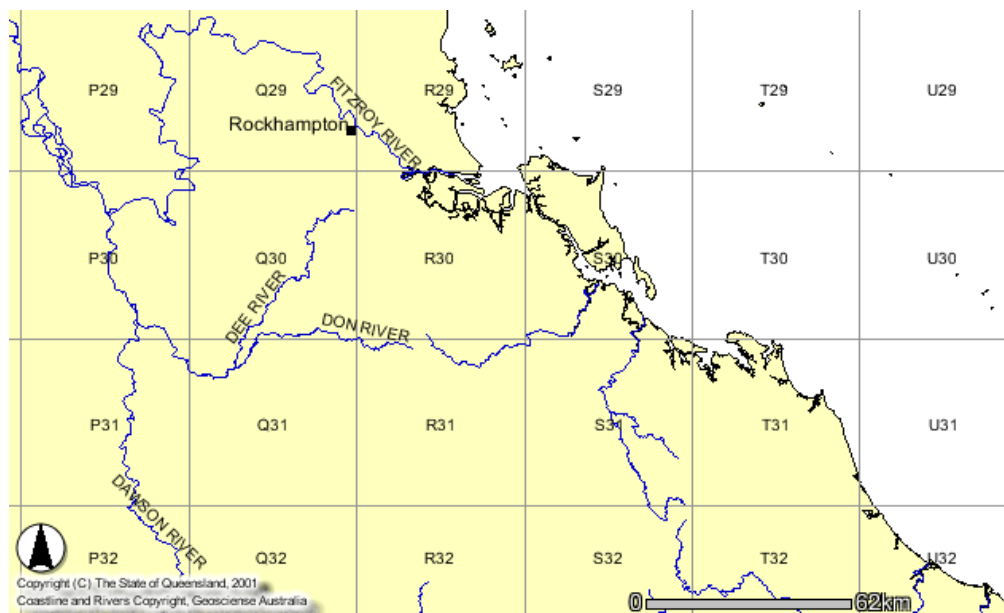 P29 Q29 R29 S29 T29 U29
FITZROY RIVER
Rockhampton
P30 Q30 R30 S30 T30 U30
DEE RIVER
DON RIVER
P31 Q31 R31 S31 T31 U31
DAWSON RIVER
P32 Q32 R32 S32 T32 U32
Copyright (C) The State of Queensland, 2001
Coastline and Rivers Copyright, Geosciense Australia
0 62km